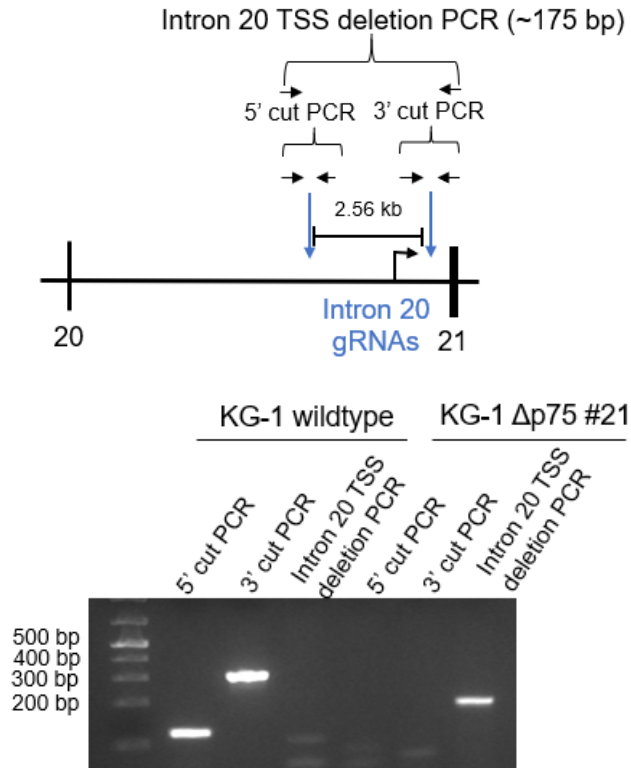 Intron 20 TSS deletion PCR (~175 bp)
5’ cut PCR
3’ cut PCR
2.56 kb
Intron 20
gRNAs
20
21
KG-1 wildtype
KG-1 Δp75 #21
5’ cut PCR
3’ cut PCR
Intron 20 TSS
deletion PCR
5’ cut PCR
3’ cut PCR
Intron 20 TSS
deletion PCR
500 bp
400 bp
300 bp
200 bp